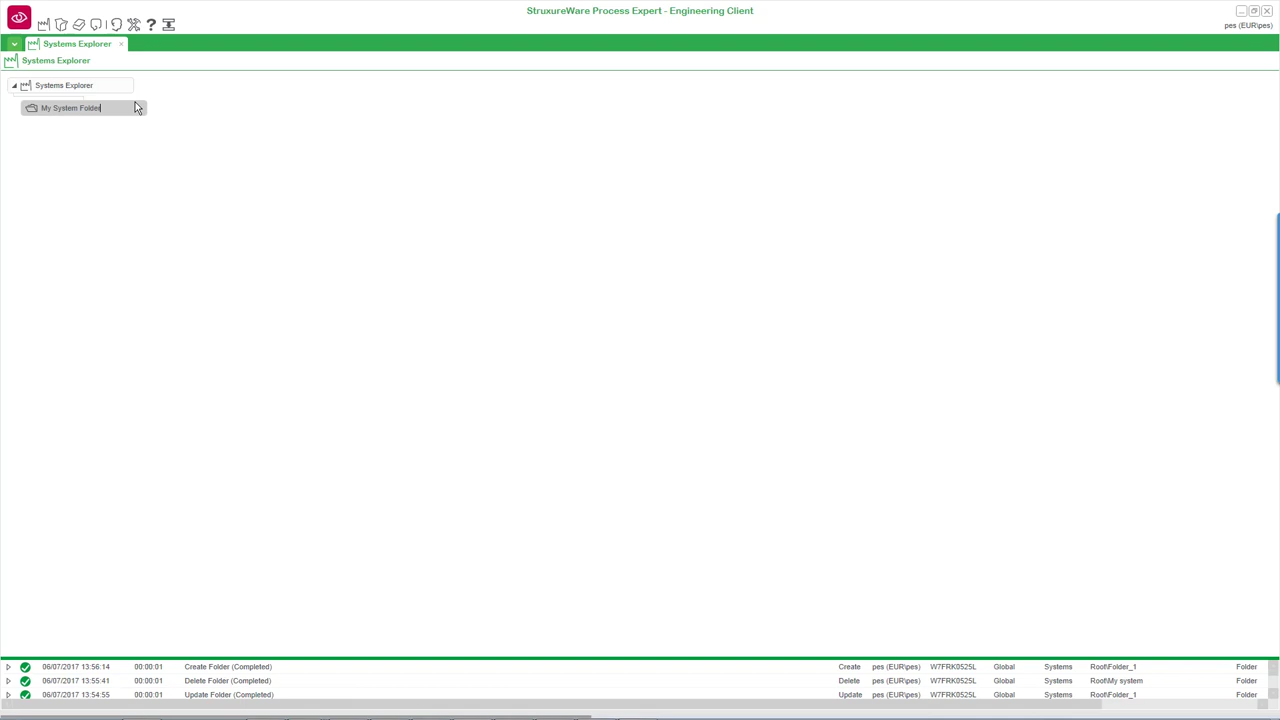 StruxureWare Process Expert - Engineering Client
pes (EUR\pes)
Systems Explorer
Systems Explorer
Systems Explorer
My System Folder
06/07/2017 13:56:14 00:00:01 Create Folder (Completed) Create pes (EUR\pes) W7FRK0525L Global Systems Root\Folder_1 Folder
06/07/2017 13:55:41 00:00:01 Delete Folder (Completed) Delete pes (EUR\pes) W7FRK0525L Global Systems Root\My system Folder
06/07/2017 13:54:55 00:00:01 Update Folder (Completed) Update pes (EUR\pes) W7FRK0525L Global Systems Root\Folder_1 Folder